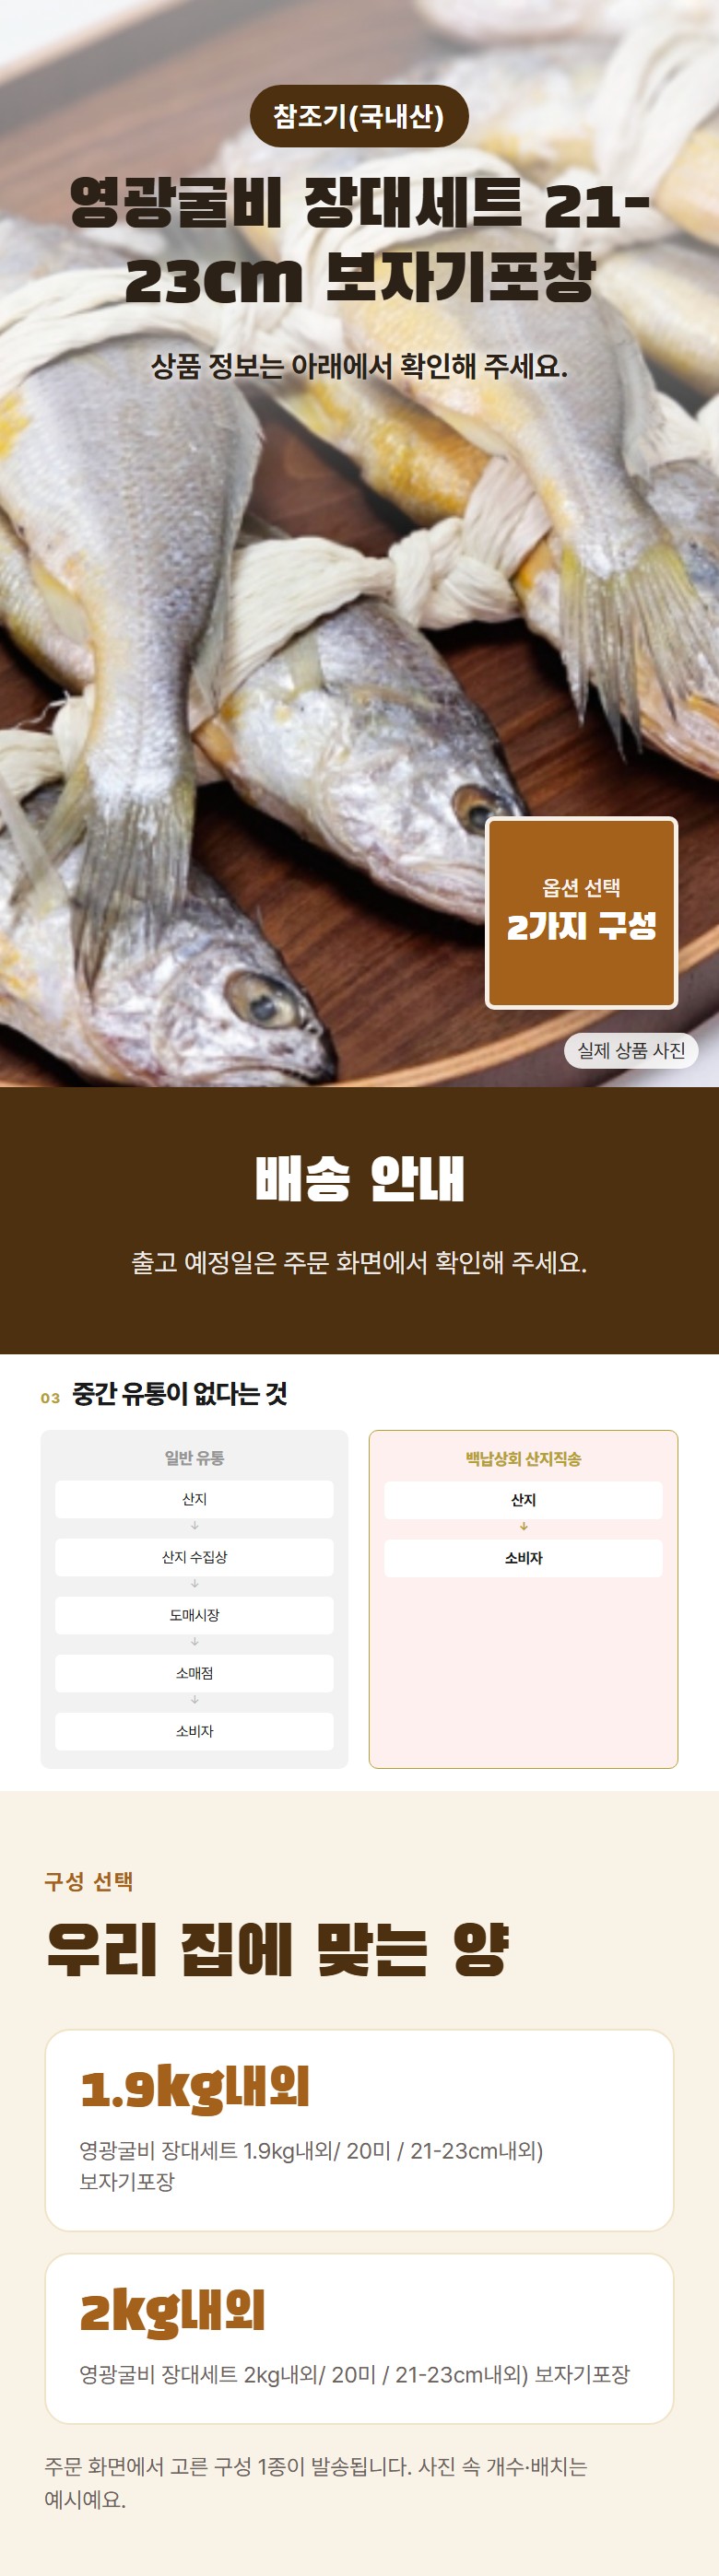 참조기(국내산)
영광굴비 장대세트 21-
23cm 보자기포장
상품 정보는 아래에서 확인해 주세요.
옵션 선택
2가지 구성
실제 상품 사진
배송 안내
출고 예정일은 주문 화면에서 확인해 주세요.
03 중간 유통이 없다는 것
일반 유통
산지
↓
산지 수집상
↓
도매시장
↓
소매점
↓
소비자
백납상회 산지직송
산지
↓
소비자
구성 선택
우리 집에 맞는 양
1.9kg내외
영광굴비 장대세트 1.9kg내외/ 20미 / 21-23cm내외)
보자기포장
2kg내외
영광굴비 장대세트 2kg내외/ 20미 / 21-23cm내외) 보자기포장
주문 화면에서 고른 구성 1종이 발송됩니다. 사진 속 개수·배치는
예시예요.